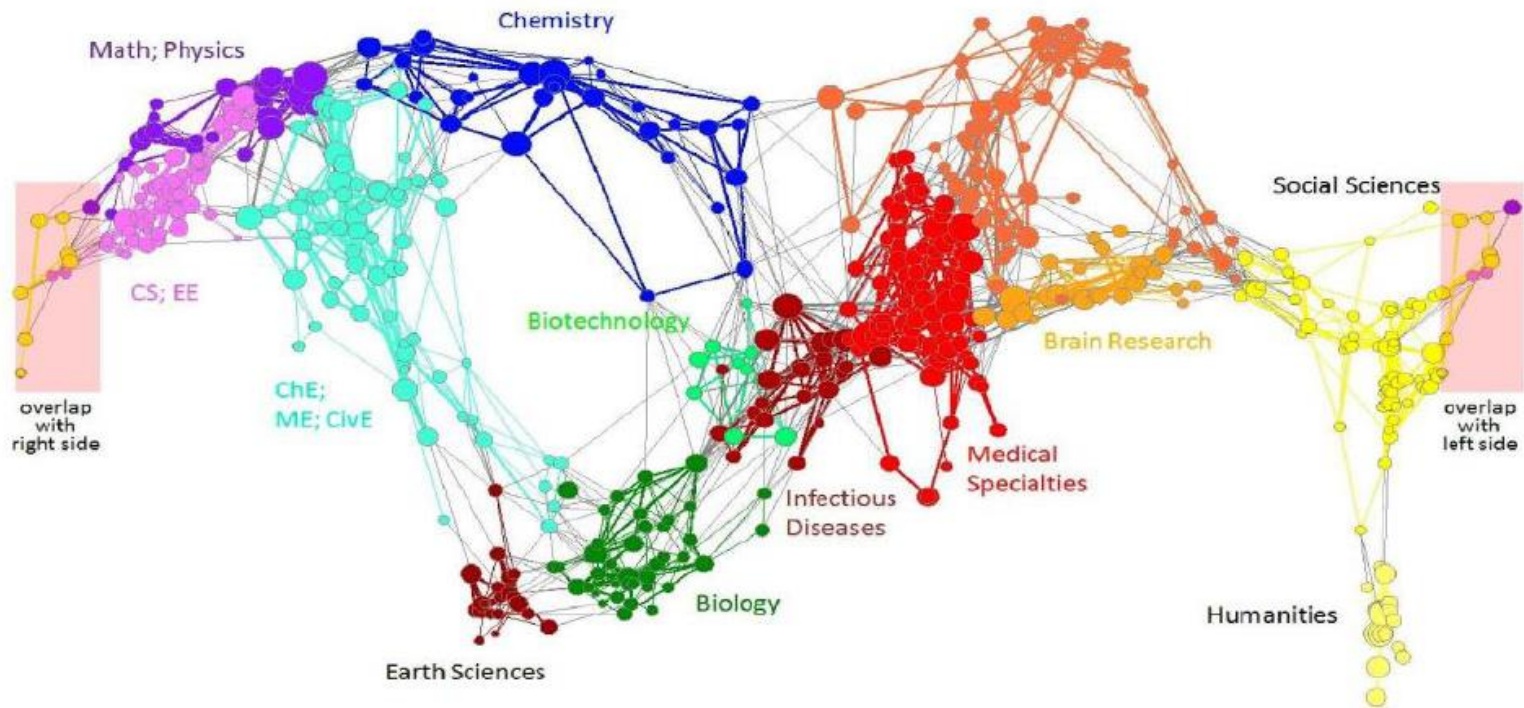 Chemistry
Math; Physics
Social Sciences
CS; EE
Biotechnology
Brain Research
ChE;
ME; CivE
overlap
with
right side
overlap
with
left side
Medical
Specialties
Infectious
Diseases
Biology
Humanities
Earth Sciences